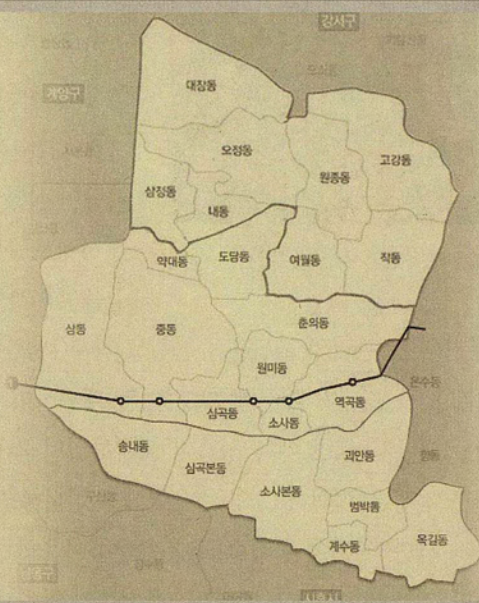 강서구
계양구
대장동
오정동
고강동
원종동
삼정동
내동
약대동
도당동
여월동
작동
상동
중동
춘의동
원미동
온수동
역곡동
심곡동
소사동
송내동
심곡본동
괴안동
항동
소사본동
범박동
계수동
옥길동